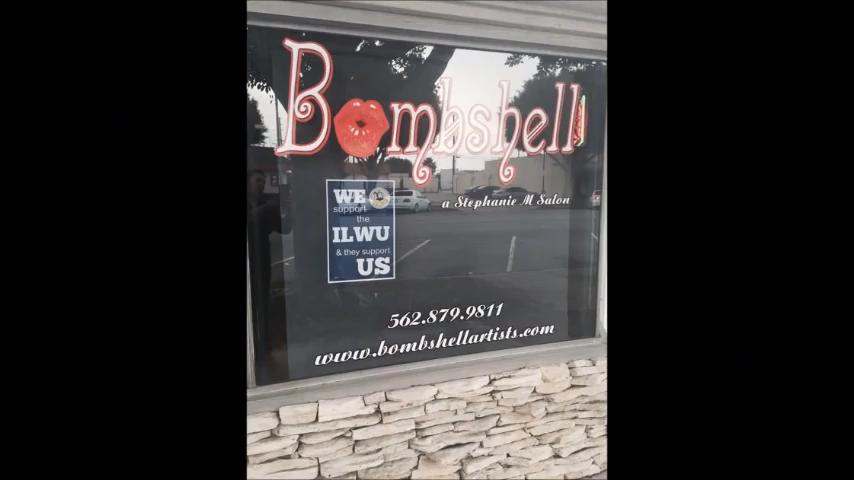 Bombshell
a Stephanie M Salon
WE
support
the
ILWU
& they support
US
562.879.9811
www.bombshellartists.com